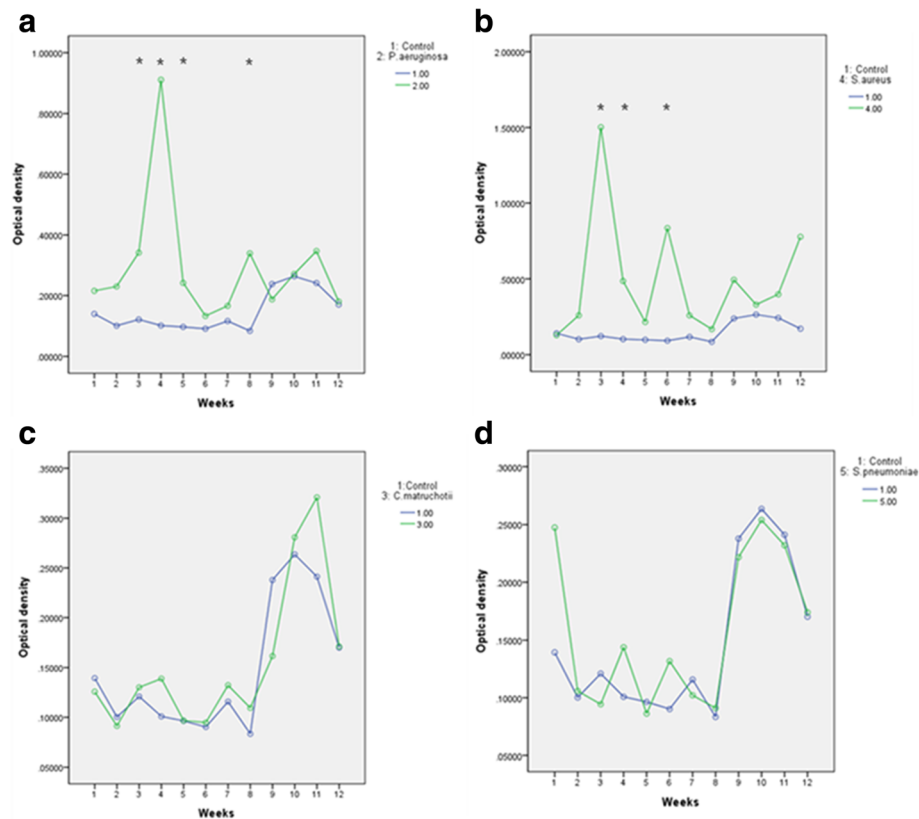 a
1.00000
.80000
.60000
.40000
.20000
.00000
Optical density
* * * *
1 2 3 4 5 6 7 8 9 10 11 12
Weeks
1: Control
2: P.aeruginosa
1.00
2.00
b
2.00000
1.50000
1.00000
.50000
.00000
Optical density
* * *
1 2 3 4 5 6 7 8 9 10 11 12
Weeks
1: Control
4: S.aureus
1.00
4.00
c
.35000
.30000
.25000
.20000
.15000
.10000
.05000
Optical density
1 2 3 4 5 6 7 8 9 10 11 12
Weeks
1:Control
3: C.matruchotii
1.00
3.00
d
.30000
.25000
.20000
.15000
.10000
.05000
Optical density
1 2 3 4 5 6 7 8 9 10 11 12
Weeks
1: Control
5: S.pneumoniae
1.00
5.00